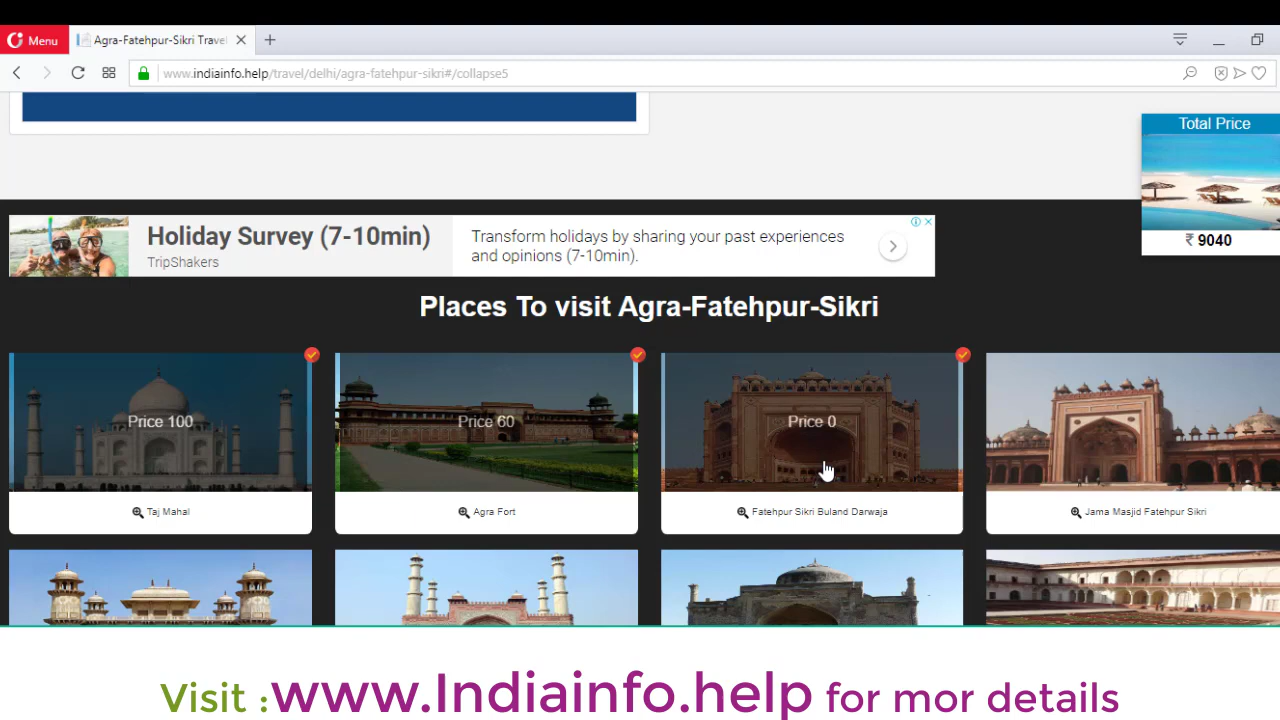 Menu
Agra-Fatehpur-Sikri Travel
www.indiainfo.help/travel/delhi/agra-fatehpur-sikri#/collapse5
Total Price
₹ 9040
Holiday Survey (7-10min)
TripShakers
Transform holidays by sharing your past experiences
and opinions (7-10min).
Places To visit Agra-Fatehpur-Sikri
Price 100
Price 60
Price 0
Taj Mahal
Agra Fort
Fatehpur Sikri Buland Darwaja
Jama Masjid Fatehpur Sikri
Visit :www.Indiainfo.help for mor details